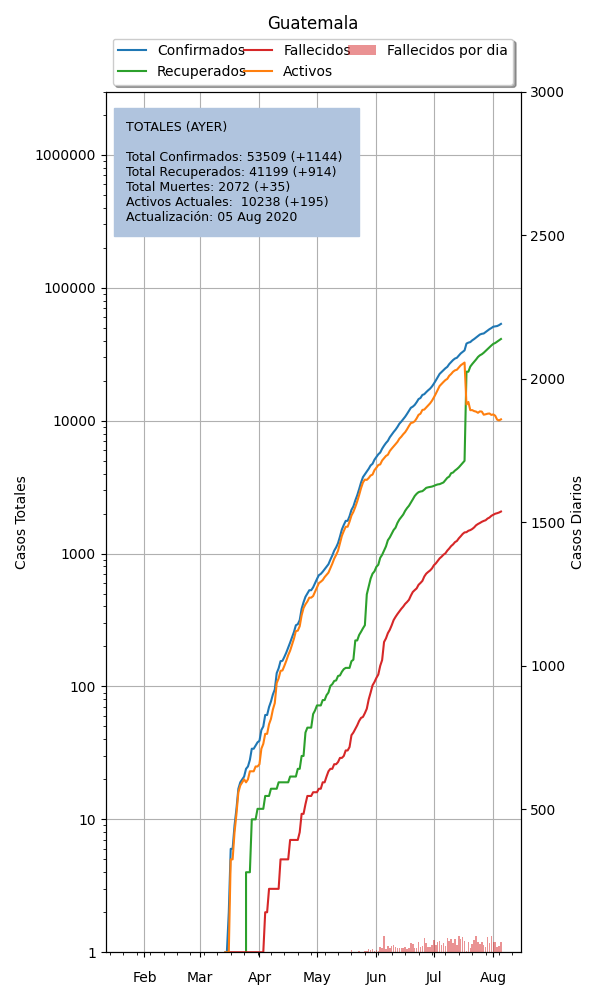 Guatemala
Confirmados Fallecidos Fallecidos por dia
Recuperados Activos
TOTALES (AYER)
Total Confirmados: 53509 (+1144)
Total Recuperados: 41199 (+914)
Total Muertes: 2072 (+35)
Activos Actuales:  10238 (+195)
Actualización: 05 Aug 2020
Casos Totales
1000000
100000
10000
1000
100
10
1
3000
2500
2000
1500
1000
500
Casos Diarios
Feb Mar Apr May Jun Jul Aug